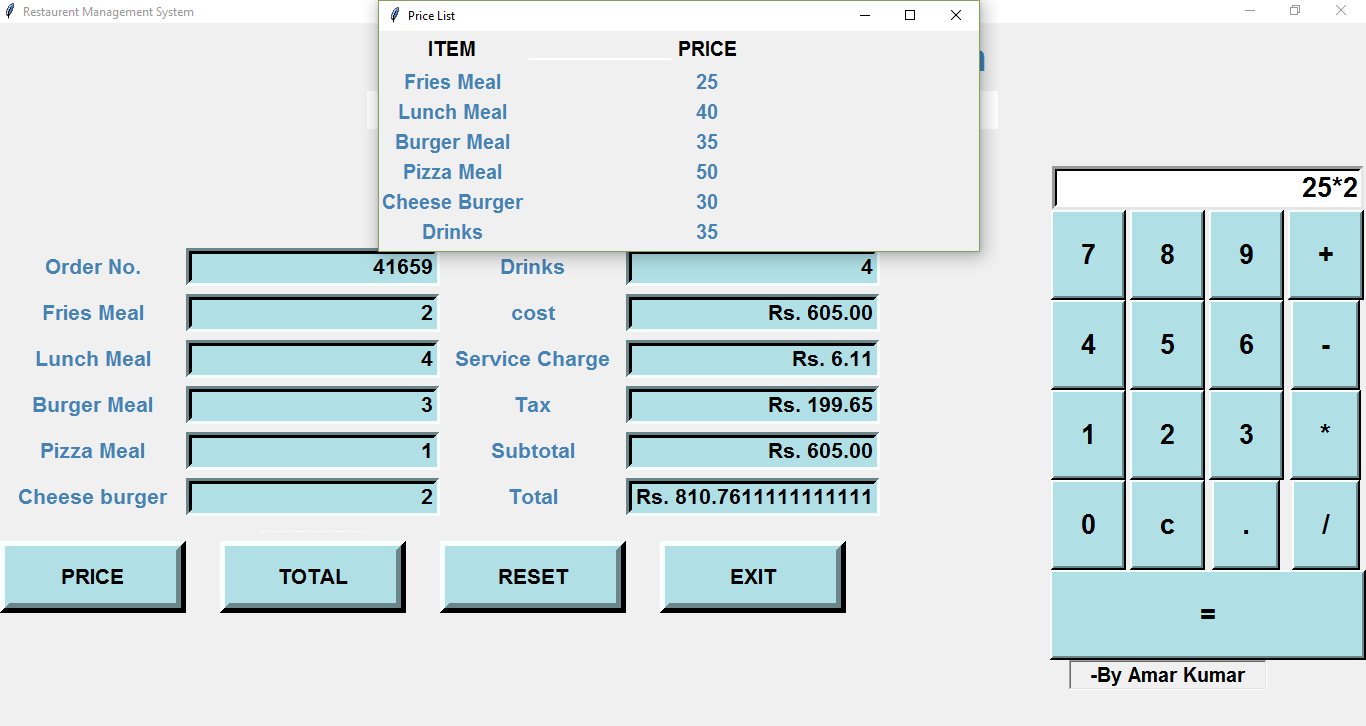 Restaurent Management System
Price List
ITEM PRICE
Fries Meal 25
Lunch Meal 40
Burger Meal 35
Pizza Meal 50
Cheese Burger 30
Drinks 35
Order No. 41659 Drinks 4
Fries Meal 2 cost Rs. 605.00
Lunch Meal 4 Service Charge Rs. 6.11
Burger Meal 3 Tax Rs. 199.65
Pizza Meal 1 Subtotal Rs. 605.00
Cheese burger 2 Total Rs. 810.7611111111111
PRICE TOTAL RESET EXIT
25*2
7 8 9 +
4 5 6 -
1 2 3 *
0 c . /
=
-By Amar Kumar